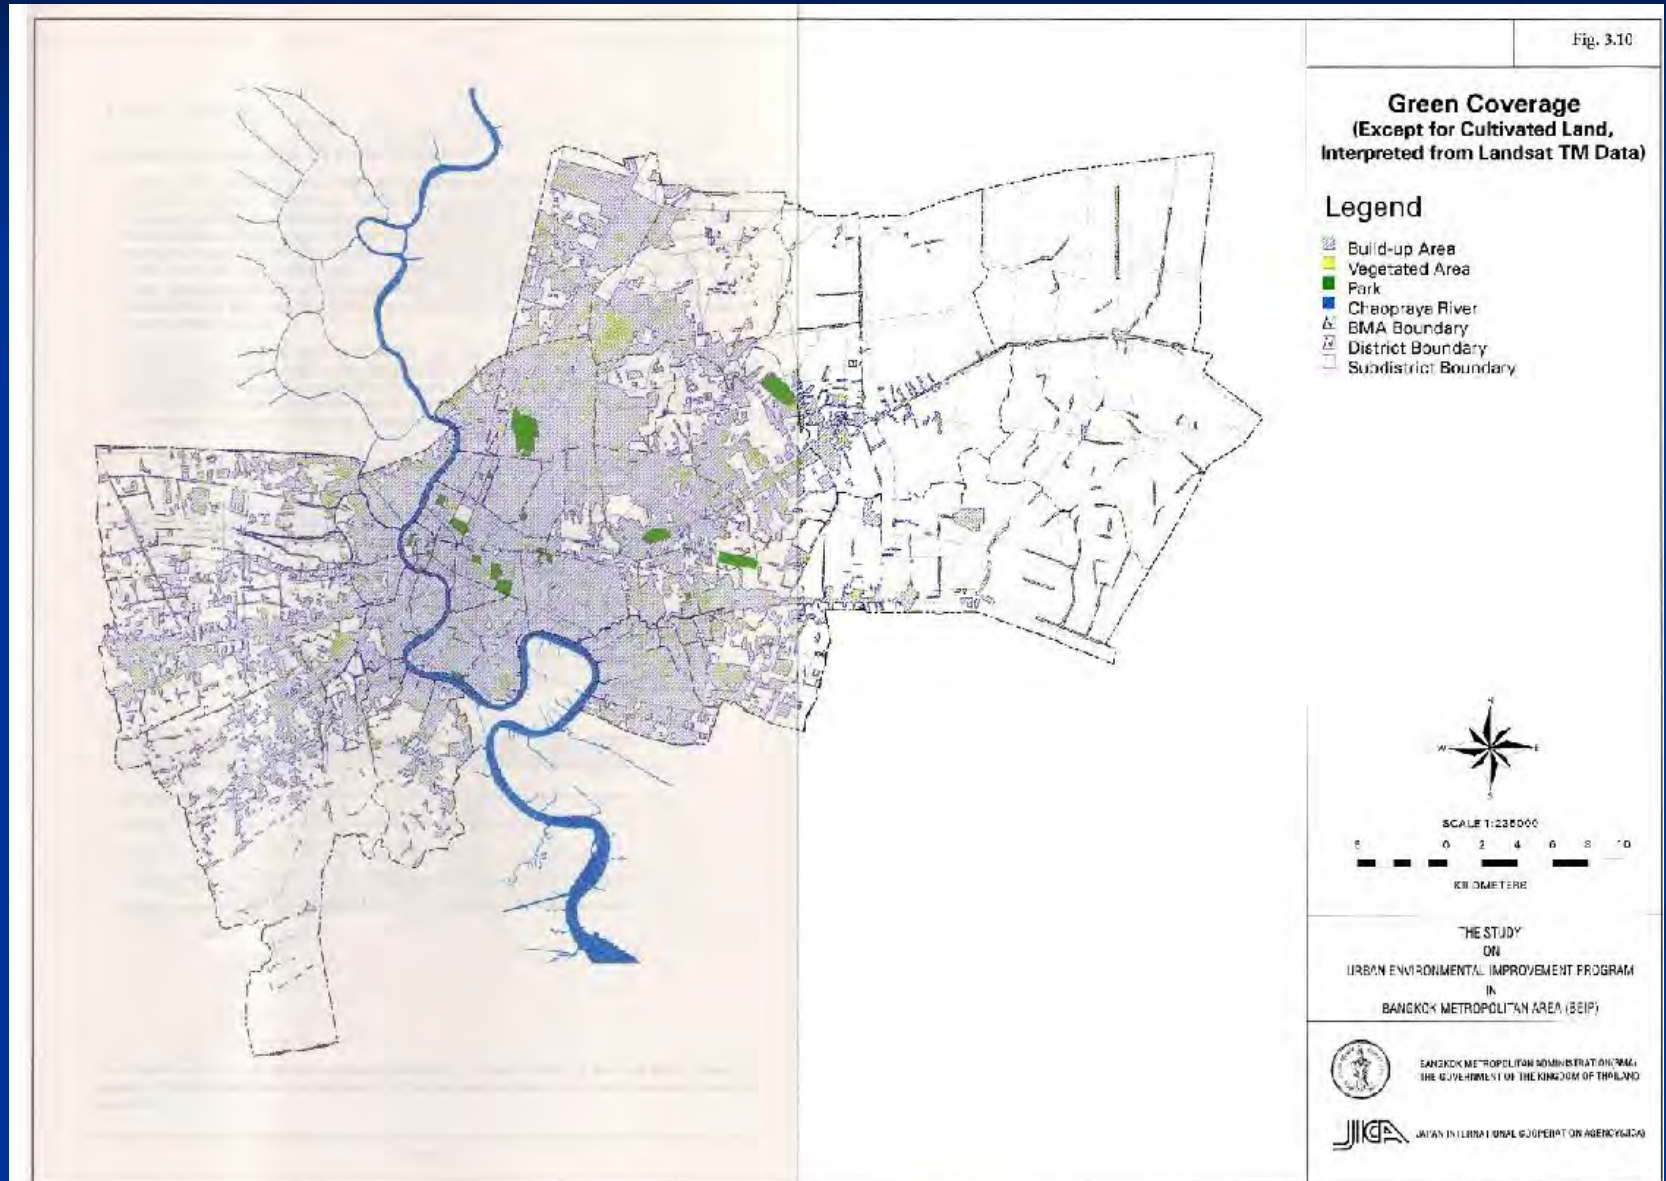 Fig. 3.10
Green Coverage
(Except for Cultivated Land,
Interpreted from Landsat TM Data)
Legend
Build-up Area
Vegetated Area
Park
Chaopraya River
BMA Boundary
District Boundary
Subdistrict Boundary
N
W E
S
SCALE 1:235000
0 2 4 6 8 10
KILOMETERS
THE STUDY
ON
URBAN ENVIRONMENTAL IMPROVEMENT PROGRAM
IN
BANGKOK METROPOLITAN AREA (BEIP)
BANGKOK METROPOLITAN ADMINISTRATION(BMA)
THE GOVERNMENT OF THE KINGDOM OF THAILAND
JICA JAPAN INTERNATIONAL COOPERATION AGENCY(JICA)